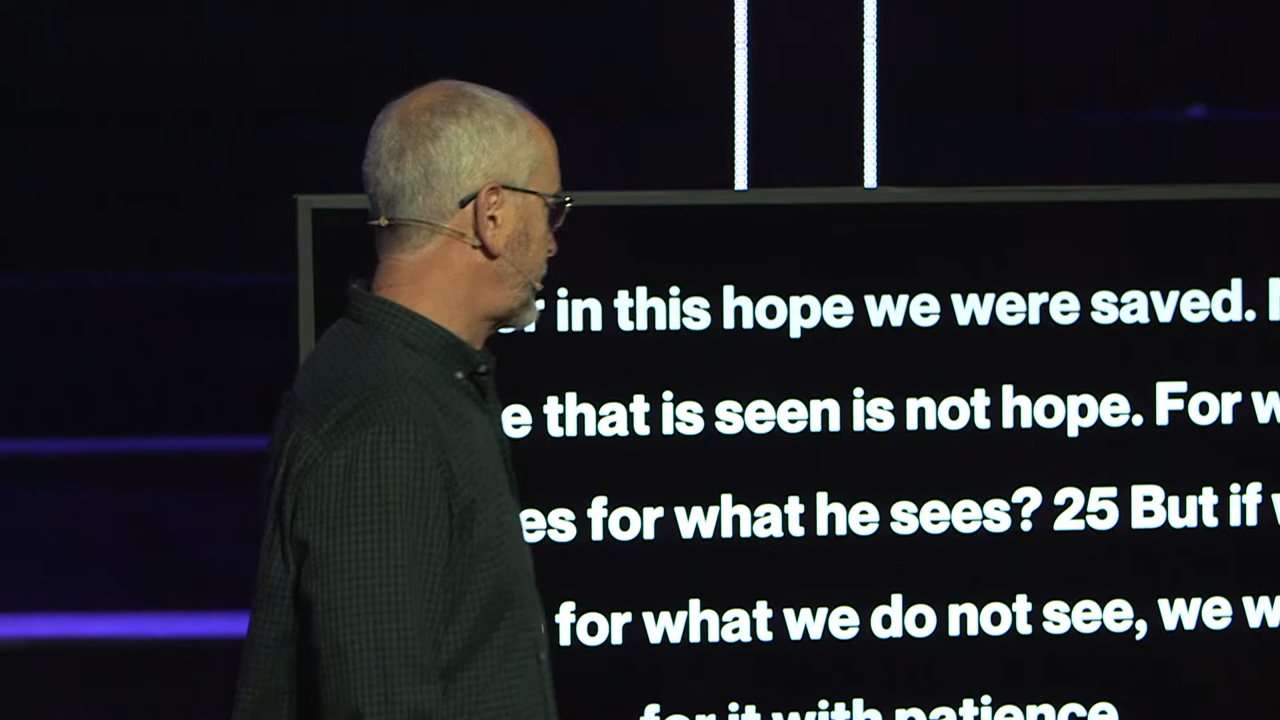 in this hope we were saved.
that is seen is not hope. For
for what he sees? 25 But if
for what we do not see, we
for it with patience